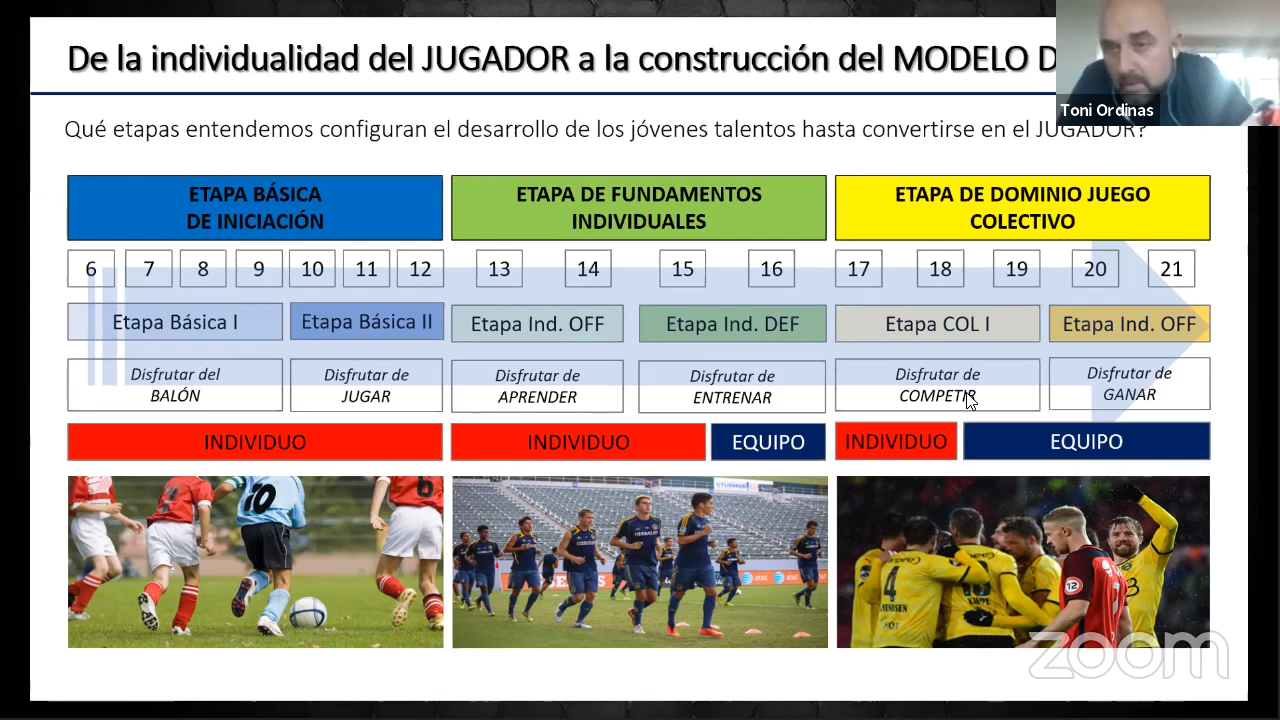 De la individualidad del JUGADOR a la construcción del MODELO D
Toni Ordinas
Qué etapas entendemos configuran el desarrollo de los jóvenes talentos hasta convertirse en el JUGADOR?
ETAPA BÁSICA
DE INICIACIÓN
ETAPA DE FUNDAMENTOS
INDIVIDUALES
ETAPA DE DOMINIO JUEGO
COLECTIVO
6 7 8 9 10 11 12 13 14 15 16 17 18 19 20 21
Etapa Básica I Etapa Básica II Etapa Ind. OFF Etapa Ind. DEF Etapa COL I Etapa Ind. OFF
Disfrutar del
BALÓN
Disfrutar de
JUGAR
Disfrutar de
APRENDER
Disfrutar de
ENTRENAR
Disfrutar de
COMPETIR
Disfrutar de
GANAR
INDIVIDUO INDIVIDUO EQUIPO INDIVIDUO EQUIPO
10
6
STUBHUB
HERBALIFE
at&t
at&t
4
12
zoom